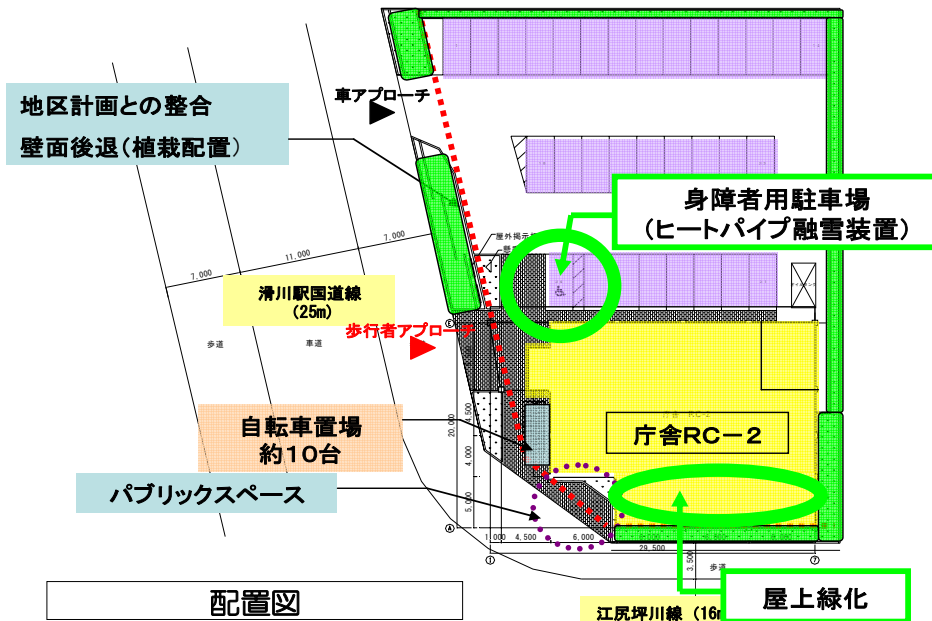 地区計画との整合
壁面後退(植栽配置)
車アプローチ
身障者用駐車場
(ヒートパイプ融雪装置)
屋外掲示
7,000
11,000
7,000
滑川駅国道線
(25m)
歩道
車道
歩行者アプローチ
自転車置場
約10台
パブリックスペース
庁舎RC-2
20,000
4,500
4,000
5,000
1,000
4,500
6,000
29,500
3,500
歩道
配置図
江尻坪川線 (16m
屋上緑化